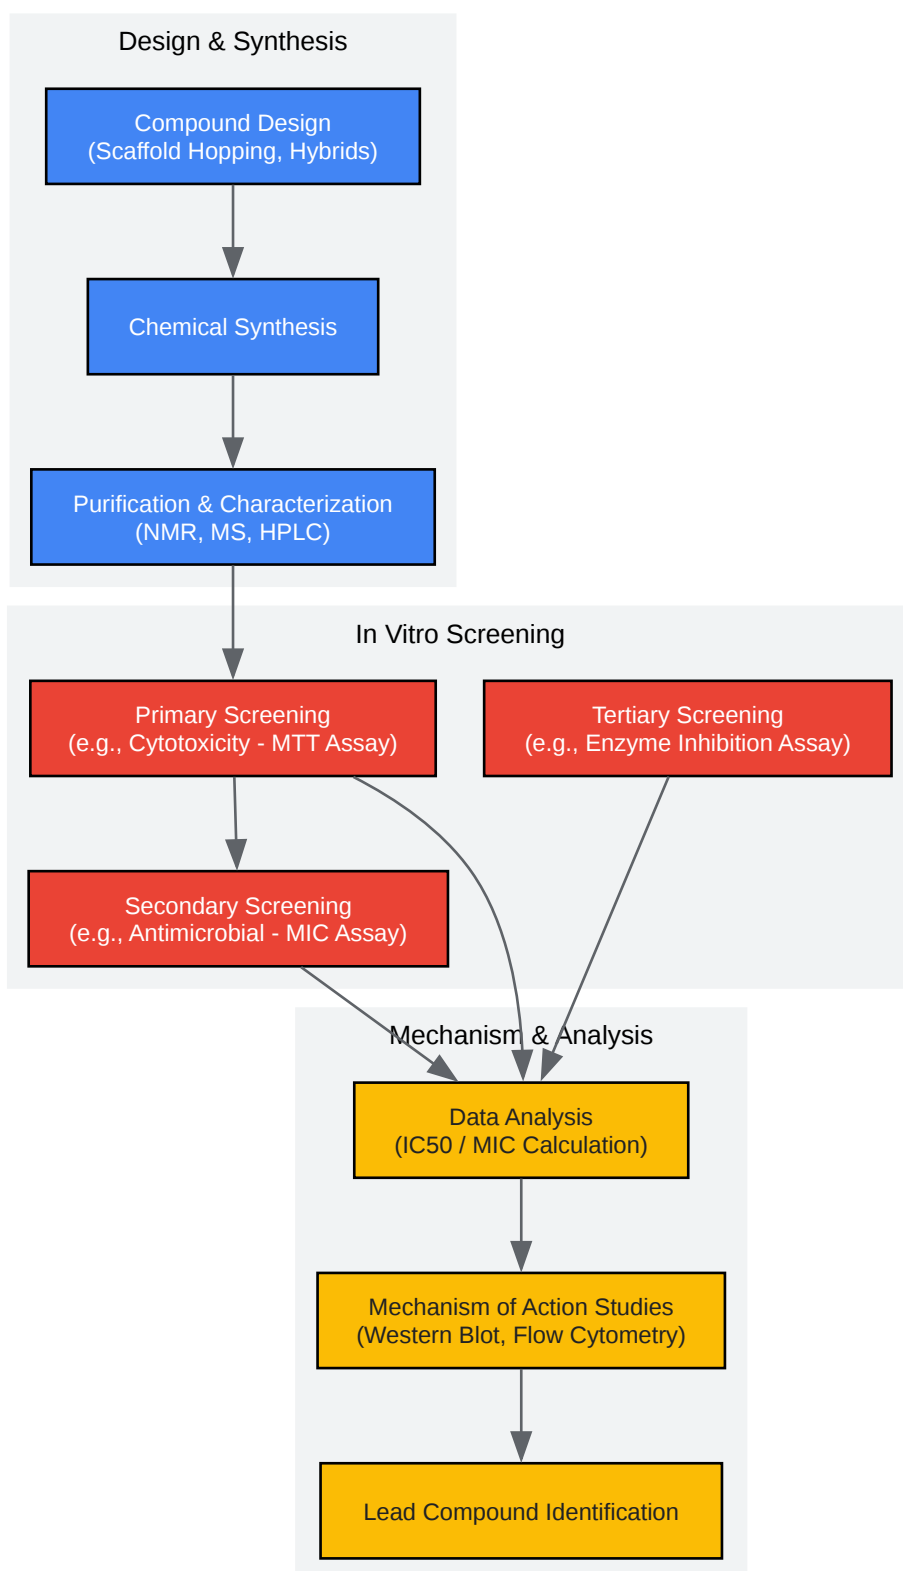 Design & Synthesis
Compound Design
(Scaffold Hopping, Hybrids)
Chemical Synthesis
Purification & Characterization
(NMR, MS, HPLC)
In Vitro Screening
Primary Screening
(e.g., Cytotoxicity - MTT Assay)
Tertiary Screening
(e.g., Enzyme Inhibition Assay)
Secondary Screening
(e.g., Antimicrobial - MIC Assay)
Mechanism & Analysis
Data Analysis
(IC50 / MIC Calculation)
Mechanism of Action Studies
(Western Blot, Flow Cytometry)
Lead Compound Identification